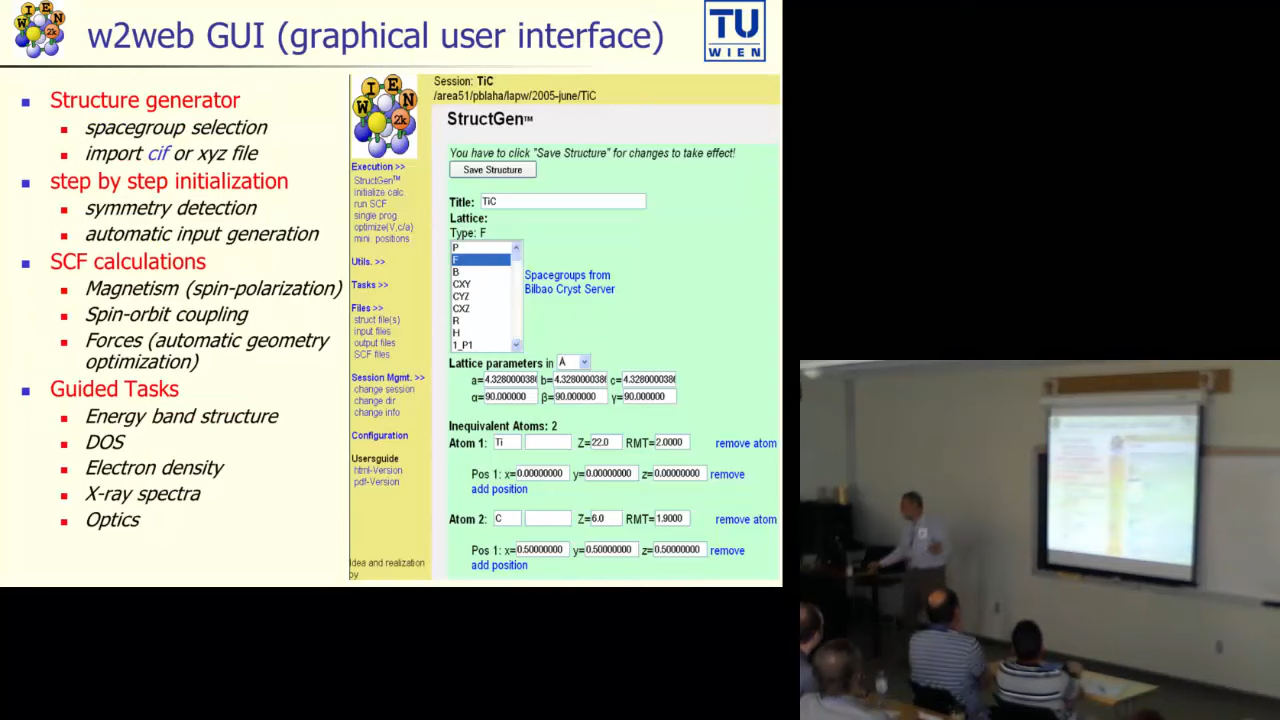 W I E N 2k
w2web GUI (graphical user interface)
TU
WIEN
Structure generator
spacegroup selection
import cif or xyz file
step by step initialization
symmetry detection
automatic input generation
SCF calculations
Magnetism (spin-polarization)
Spin-orbit coupling
Forces (automatic geometry
optimization)
Guided Tasks
Energy band structure
DOS
Electron density
X-ray spectra
Optics
W I E N 2k
Execution >>
StructGen™
initialize calc.
run SCF
single prog.
optimize(V,c/a)
mini. positions
Utils. >>
Tasks >>
Files >>
struct file(s)
input files
output files
SCF files
Session Mgmt. >>
change session
change dir
change info
Configuration
Usersguide
html-Version
pdf-Version
Idea and realization
by
Session: TiC
/area51/pblaha/lapw/2005-june/TiC
StructGen™
You have to click "Save Structure" for changes to take effect!
Save Structure
Title: TiC
Lattice:
Type: F
P
F
B
CXY
CYZ
CXZ
R
H
1_P1
Spacegroups from
Bilbao Cryst Server
Lattice parameters in Å
a=4.3280000386 b=4.3280000386 c=4.3280000386
α=90.000000 β=90.000000 γ=90.000000
Inequivalent Atoms: 2
Atom 1: Ti Z=22.0 RMT=2.0000 remove atom
Pos 1: x=0.00000000 y=0.00000000 z=0.00000000 remove
add position
Atom 2: C Z=6.0 RMT=1.9000 remove atom
Pos 1: x=0.50000000 y=0.50000000 z=0.50000000 remove
add position